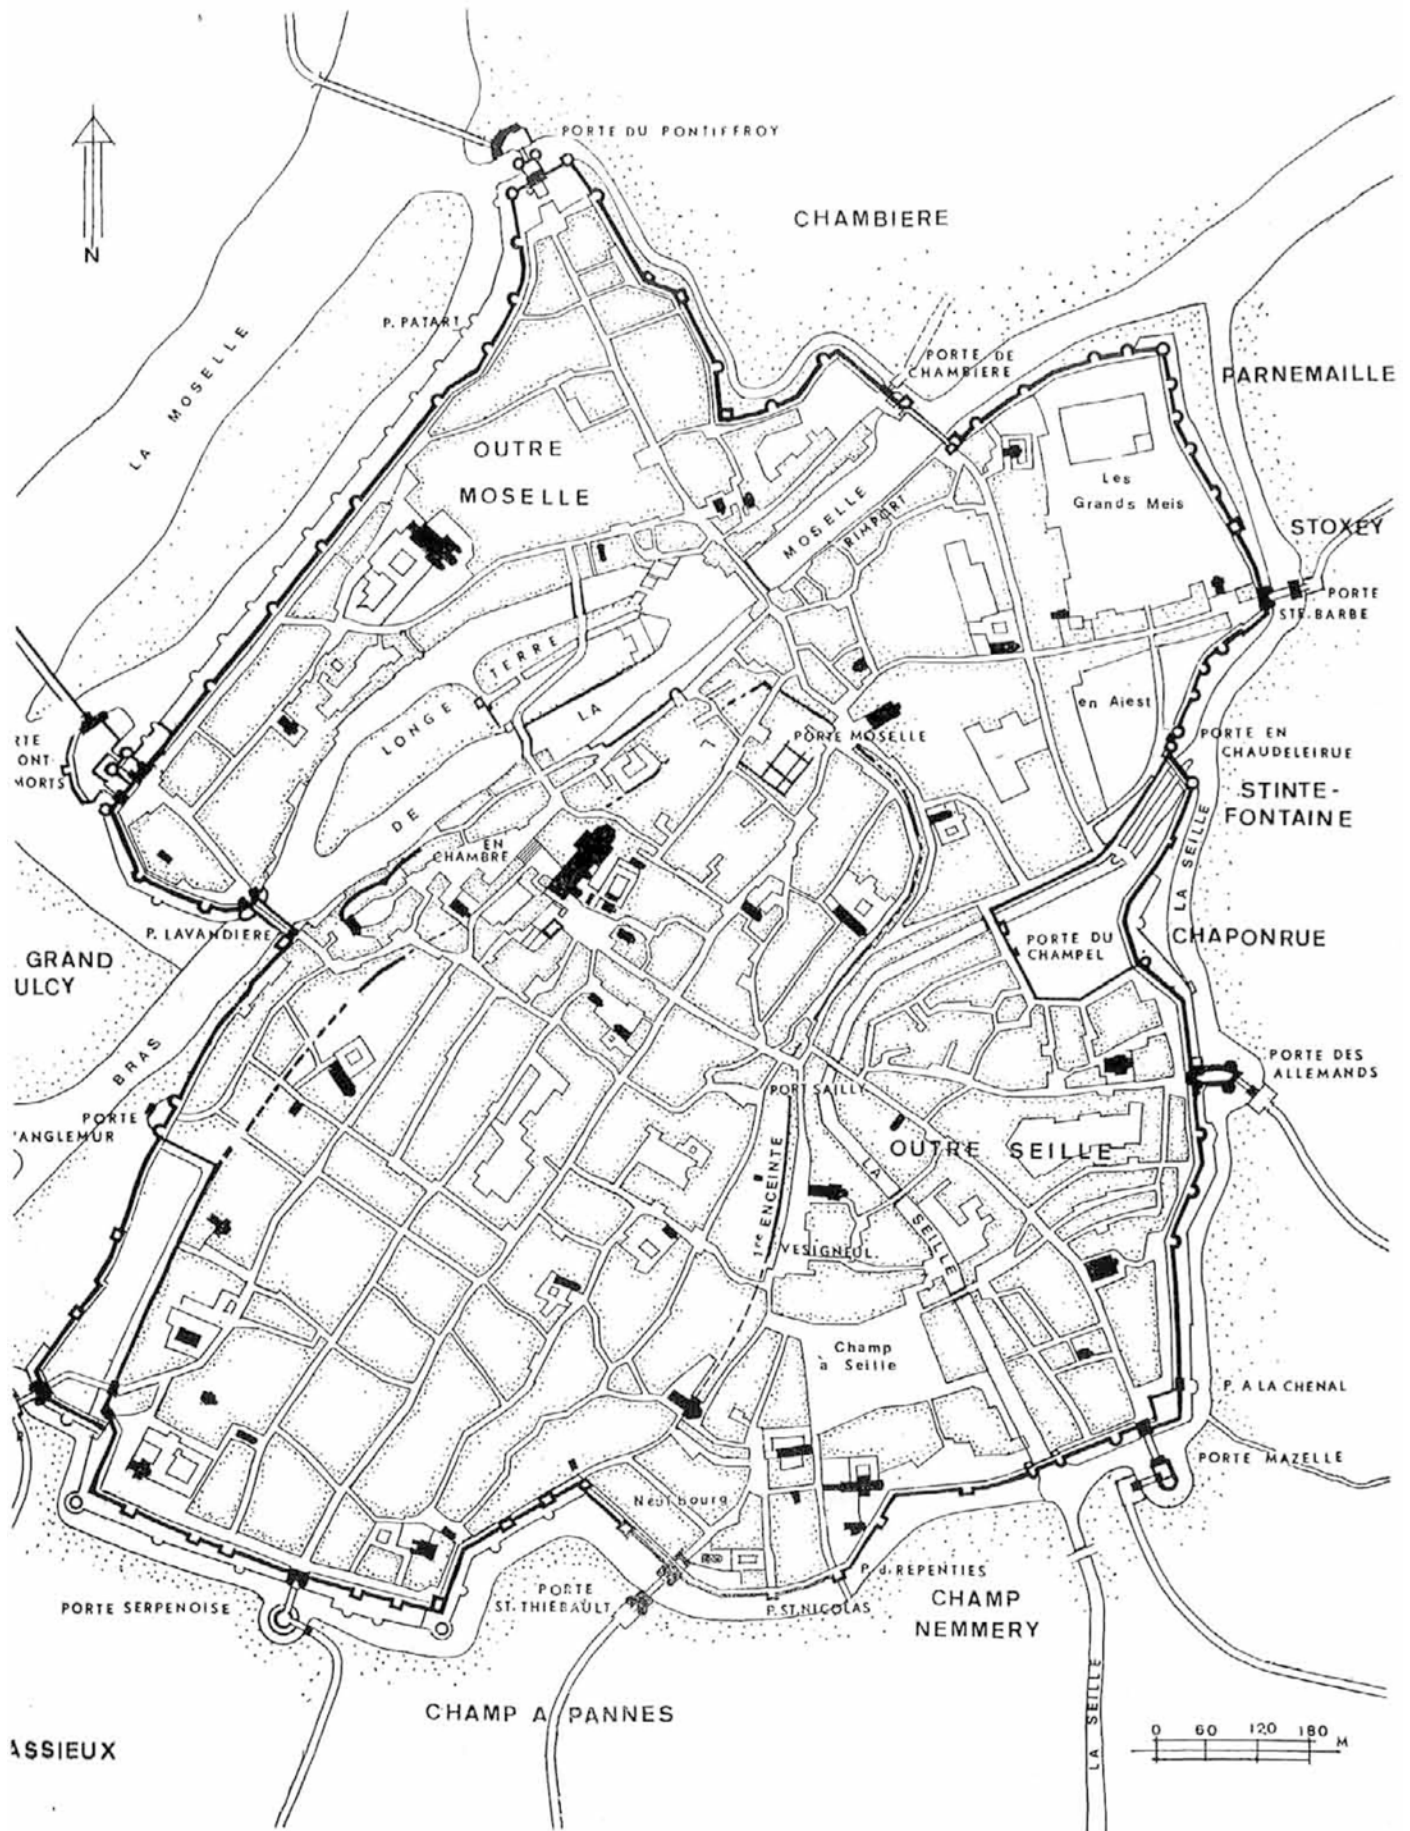 PORTE DU PONTIFFROY
N
CHAMBIERE
P. PATART
LA MOSELLE
PORTE DE
CHAMBIERE
PARNEMAILLE
OUTRE
MOSELLE
Les
Grands Meis
MOSELLE
RIMPORT
STOXEY
PORTE
STE. BARBE
TERRE
LONGE
LA
en Aiest
PORTE MOSELLE
PORTE EN
CHAUDELEIRUE
RTE
ONT-
MORTS
STINTE-
FONTAINE
DE
EN
CHAMBRE
LA SEILLE
P. LAVANDIERE
PORTE DU
CHAMPEL
CHAPONRUE
GRAND
ULCY
BRAS
PORTE DES
ALLEMANDS
PORT SAILLY
PORTE
'ANGLEMUR
OUTRE SEILLE
LA
SEILLE
1re ENCEINTE
VESIGNEUL.
Champ
à Seille
P. A LA CHENAL
PORTE MAZELLE
Neufbourg
PORTE
ST. THIEBAULT
P. d. REPENTIES
PORTE SERPENOISE
P. ST. NICOLAS
CHAMP
NEMMERY
LA SEILLE
CHAMP A PANNES
ASSIEUX
0 60 120 180 M